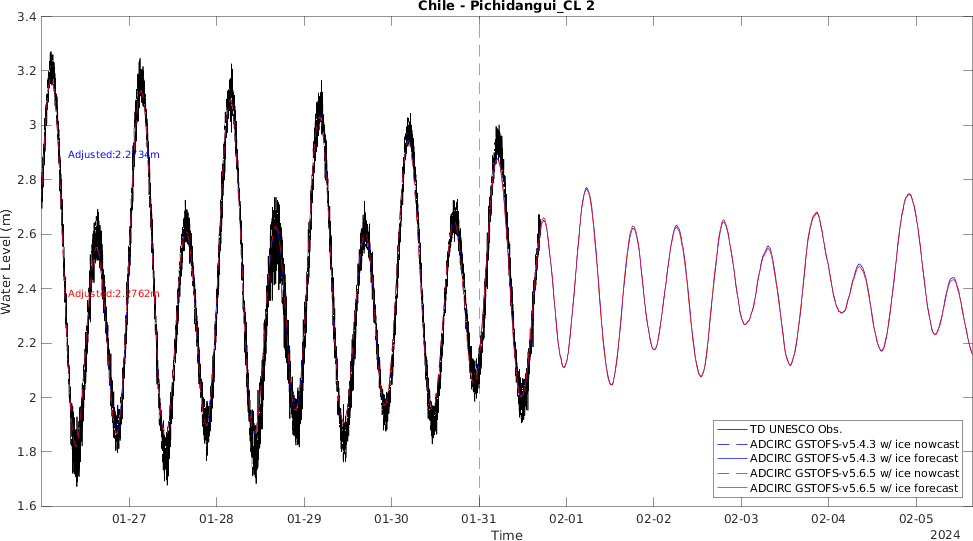 Chile - Pichidangui_CL 2
3.4
3.2
3
2.8
2.6
2.4
2.2
2
1.8
1.6
Water Level (m)
Adjusted:2.2734m
Adjusted:2.2762m
01-27
01-28
01-29
01-30
01-31
02-01
02-02
02-03
02-04
02-05
Time
2024
TD UNESCO Obs.
ADCIRC GSTOFS-v5.4.3 w/ ice nowcast
ADCIRC GSTOFS-v5.4.3 w/ ice forecast
ADCIRC GSTOFS-v5.6.5 w/ ice nowcast
ADCIRC GSTOFS-v5.6.5 w/ ice forecast